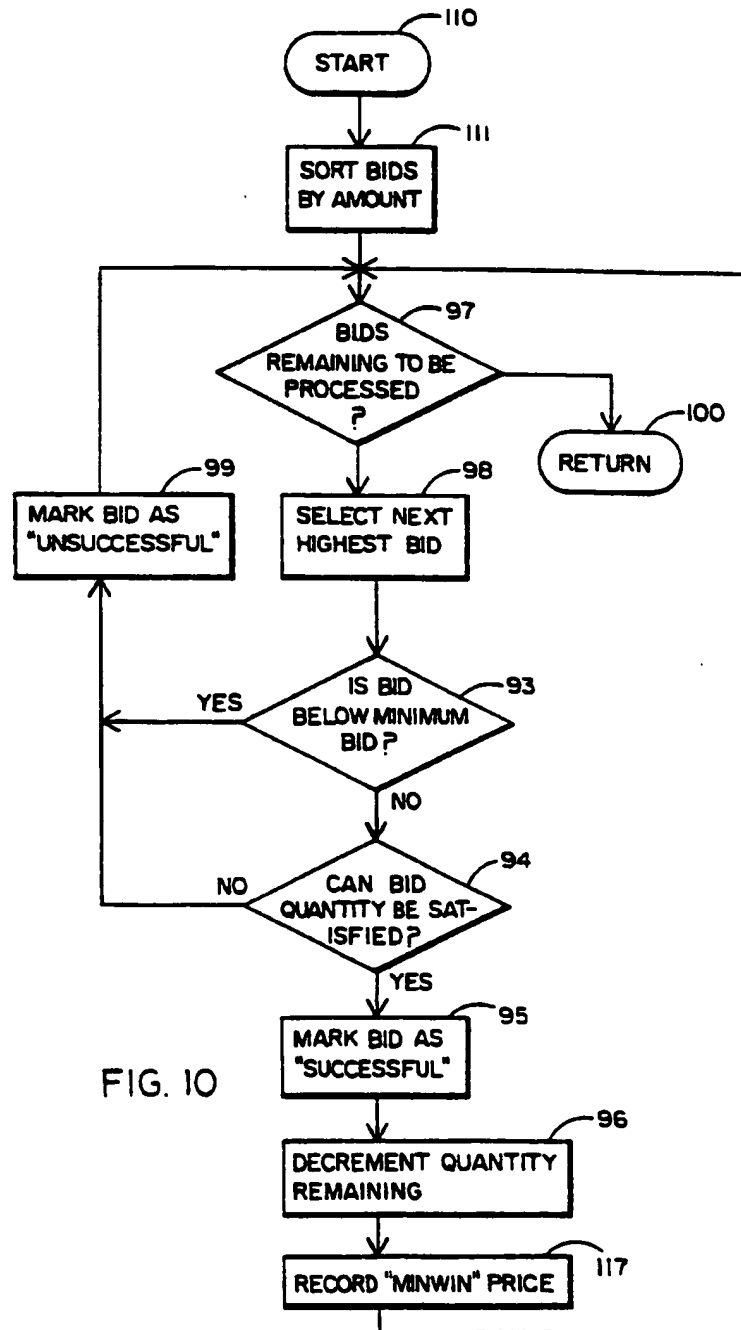 110
START
111
SORT BIDS
BY AMOUNT
97
BIDS
REMAINING TO BE
PROCESSED
?
100
RETURN
99
MARK BID AS
"UNSUCCESSFUL"
98
SELECT NEXT
HIGHEST BID
93
IS BID
BELOW MINIMUM
BID?
YES
NO
94
CAN BID
QUANTITY BE SAT-
ISFIED?
NO
YES
95
MARK BID AS
"SUCCESSFUL"
FIG. 10
96
DECREMENT QUANTITY
REMAINING
117
RECORD "MINWIN" PRICE